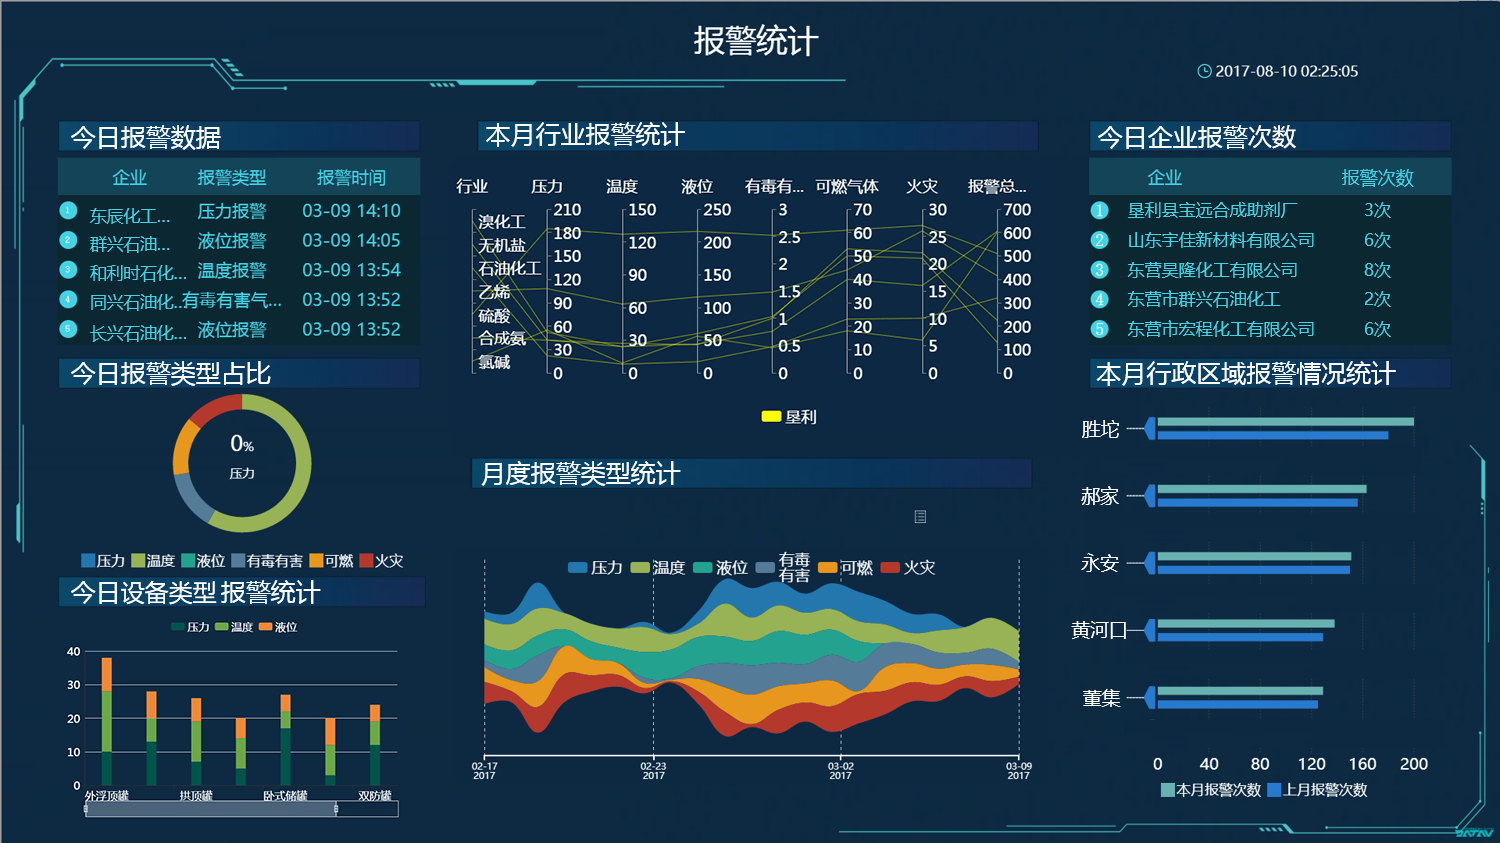 报警统计
2017-08-10 02:25:05
今日报警数据
企业 报警类型 报警时间
1 东辰化工... 压力报警 03-09 14:10
2 群兴石油... 液位报警 03-09 14:05
3 和利时石化... 温度报警 03-09 13:54
4 同兴石油化... 有毒有害气... 03-09 13:52
5 长兴石油化... 液位报警 03-09 13:52
今日报警类型占比
0%
压力
压力 温度 液位 有毒有害 可燃 火灾
今日设备类型 报警统计
压力 温度 液位
40
30
20
10
0
外浮顶罐 拱顶罐 卧式储罐 双防罐
本月行业报警统计
行业 压力 温度 液位 有毒有... 可燃气体 火灾 报警总...
溴化工
无机盐
石油化工
乙烯
硫酸
合成氨
氯碱
210
180
150
120
90
60
30
0
150
120
90
60
30
0
250
200
150
100
50
0
3
2.5
2
1.5
1
0.5
0
70
60
50
40
30
20
10
0
30
25
20
15
10
5
0
700
600
500
400
300
200
100
0
垦利
月度报警类型统计
压力 温度 液位 有毒有害 可燃 火灾
02-17 2017
02-23 2017
03-02 2017
03-09 2017
今日企业报警次数
企业 报警次数
1 垦利县宝远合成助剂厂 3次
2 山东宇佳新材料有限公司 6次
3 东营昊隆化工有限公司 8次
4 东营市群兴石油化工 2次
5 东营市宏程化工有限公司 6次
本月行政区域报警情况统计
胜坨
郝家
永安
黄河口
董集
0 40 80 120 160 200
本月报警次数 上月报警次数
DATAV